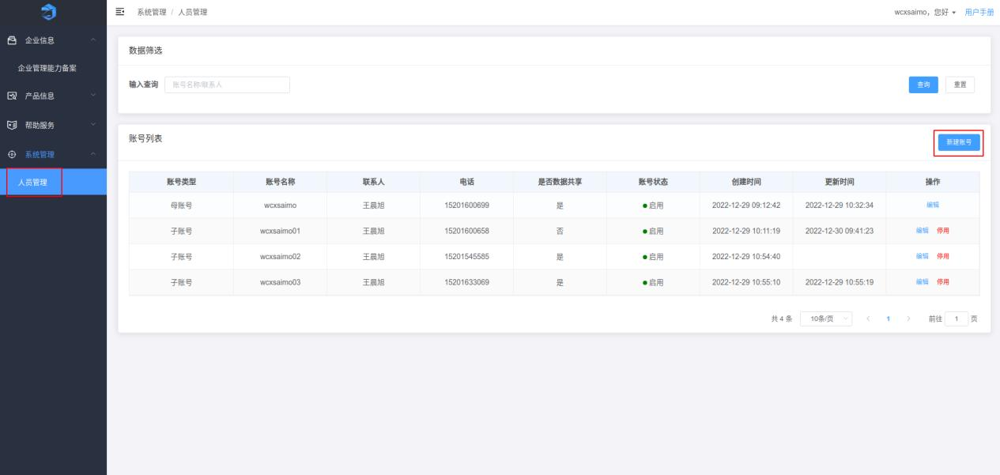 系统管理 / 人员管理
wcxsaimo，您好 用户手册
企业信息
企业管理能力备案
产品信息
帮助服务
系统管理
人员管理
数据筛选
输入查询 账号名称/联系人 查询 重置
账号列表 新建账号
账号类型 账号名称 联系人 电话 是否数据共享 账号状态 创建时间 更新时间 操作
母账号 wcxsaimo 王晨旭 15201600699 是 启用 2022-12-29 09:12:42 2022-12-29 10:32:34 编辑
子账号 wcxsaimo01 王晨旭 15201600658 否 启用 2022-12-29 10:11:19 2022-12-30 09:41:23 编辑 停用
子账号 wcxsaimo02 王晨旭 15201545585 是 启用 2022-12-29 10:54:40 编辑 停用
子账号 wcxsaimo03 王晨旭 15201633069 是 启用 2022-12-29 10:55:10 2022-12-29 10:55:19 编辑 停用
共 4 条 10条/页 1 前往 1 页